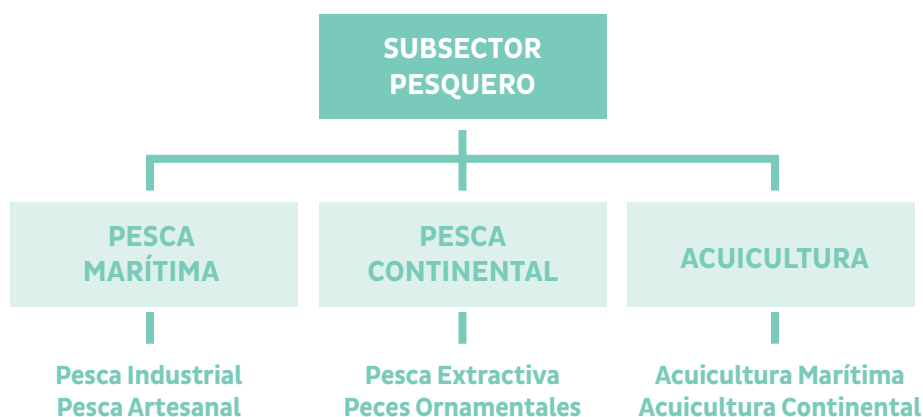 SUBSECTOR
PESQUERO
PESCA
MARÍTIMA
PESCA
CONTINENTAL
ACUICULTURA
Pesca Industrial
Pesca Artesanal
Pesca Extractiva
Peces Ornamentales
Acuicultura Marítima
Acuicultura Continental